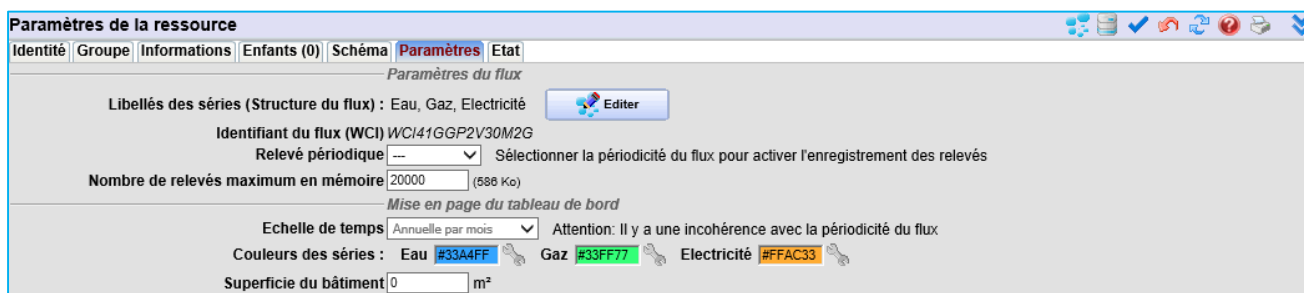 Paramètres de la ressource
Identité Groupe Informations Enfants (0) Schéma Paramètres Etat
Paramètres du flux
Libellés des séries (Structure du flux) : Eau, Gaz, Electricité Editer
Identifiant du flux (WCI) WCI41GGP2V30M2G
Relevé périodique --- Sélectionner la périodicité du flux pour activer l'enregistrement des relevés
Nombre de relevés maximum en mémoire 20000 (586 Ko)
Mise en page du tableau de bord
Echelle de temps Annuelle par mois Attention: Il y a une incohérence avec la périodicité du flux
Couleurs des séries : Eau #33A4FF Gaz #33FF77 Electricité #FFAC33
Superficie du bâtiment 0 m²